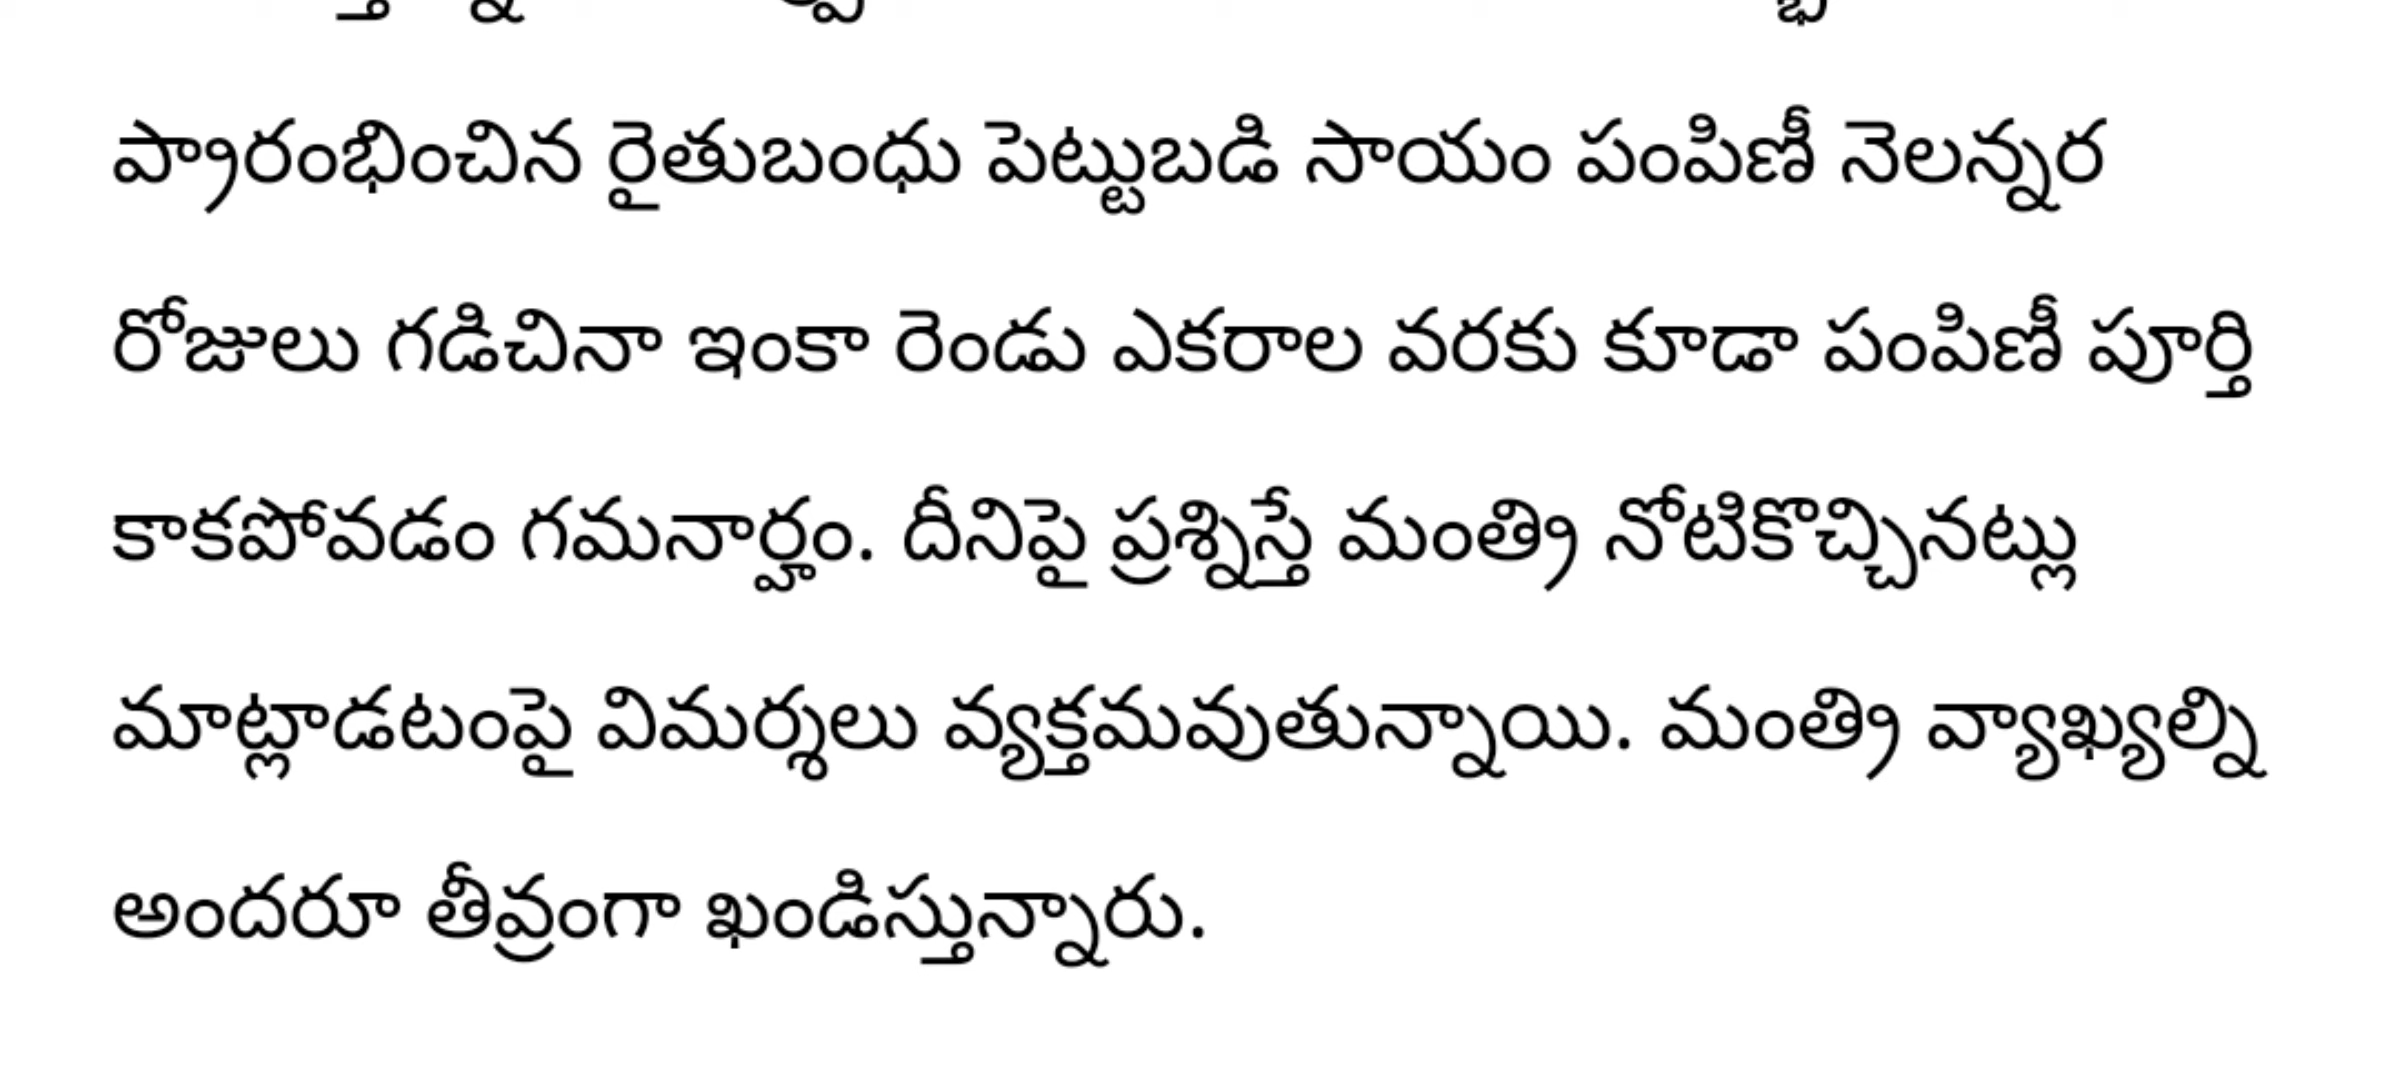 ప్రారంభించిన రైతుబంధు పెట్టుబడి సాయం పంపిణీ నెలన్నర
రోజులు గడిచినా ఇంకా రెండు ఎకరాల వరకు కూడా పంపిణీ పూర్తి
కాకపోవడం గమనార్హం. దీనిపై ప్రశ్నిస్తే మంత్రి నోటికొచ్చినట్లు
మాట్లాడటంపై విమర్శలు వ్యక్తమవుతున్నాయి. మంత్రి వ్యాఖ్యల్ని
అందరూ తీవ్రంగా ఖండిస్తున్నారు.